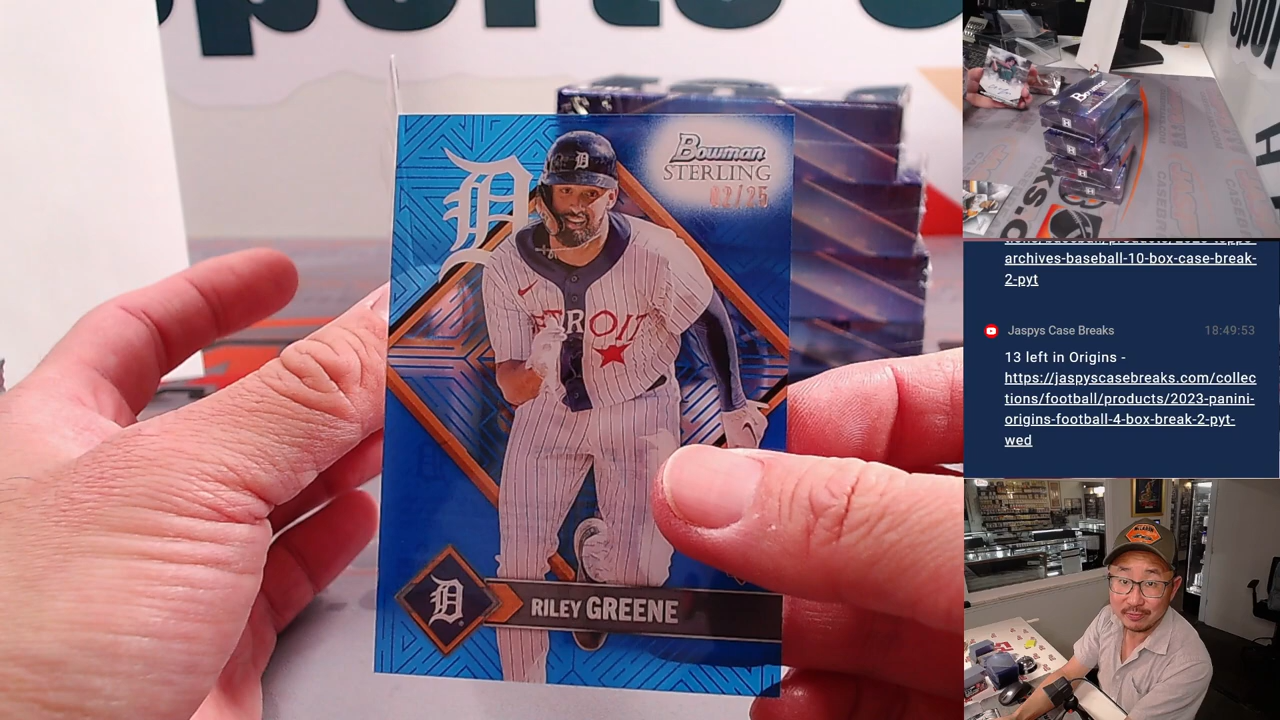 Bowman
STERLING
02/25
D
DETROIT
D
RILEY GREENE
archives-baseball-10-box-case-break-
2-pyt
Jaspys Case Breaks
18:49:53
13 left in Origins -
https://jaspyscasebreaks.com/collec
tions/football/products/2023-panini-
origins-football-4-box-break-2-pyt-
wed